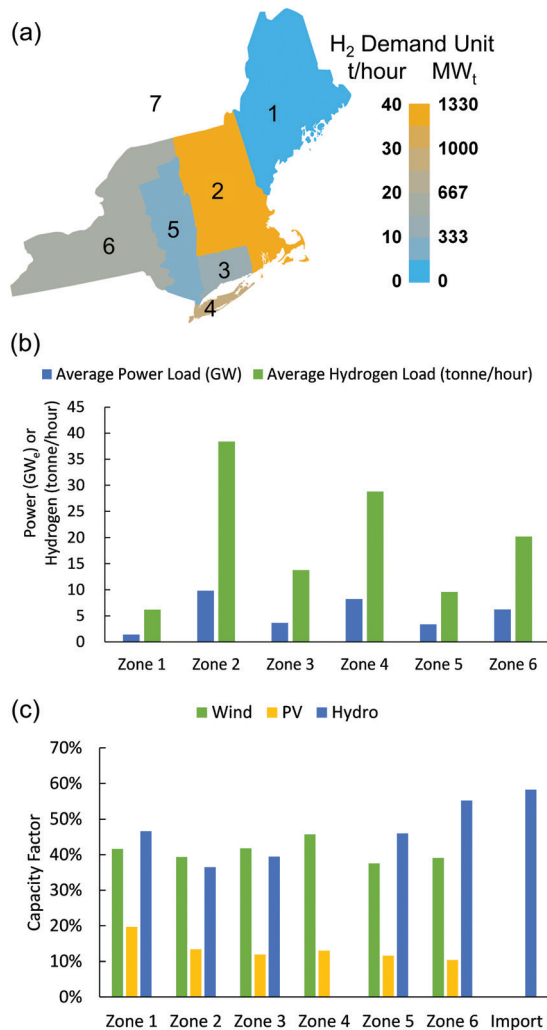 (a)
H₂ Demand Unit
t/hour MWₜ
40 1330
30 1000
20 667
10 333
0 0
7
1
2
5
6
3
4
(b)
Average Power Load (GW) Average Hydrogen Load (tonne/hour)
Power (GWₑ) or
Hydrogen (tonne/hour)
45
40
35
30
25
20
15
10
5
0
Zone 1 Zone 2 Zone 3 Zone 4 Zone 5 Zone 6
(c)
Wind PV Hydro
Capacity Factor
70%
60%
50%
40%
30%
20%
10%
0%
Zone 1 Zone 2 Zone 3 Zone 4 Zone 5 Zone 6 Import